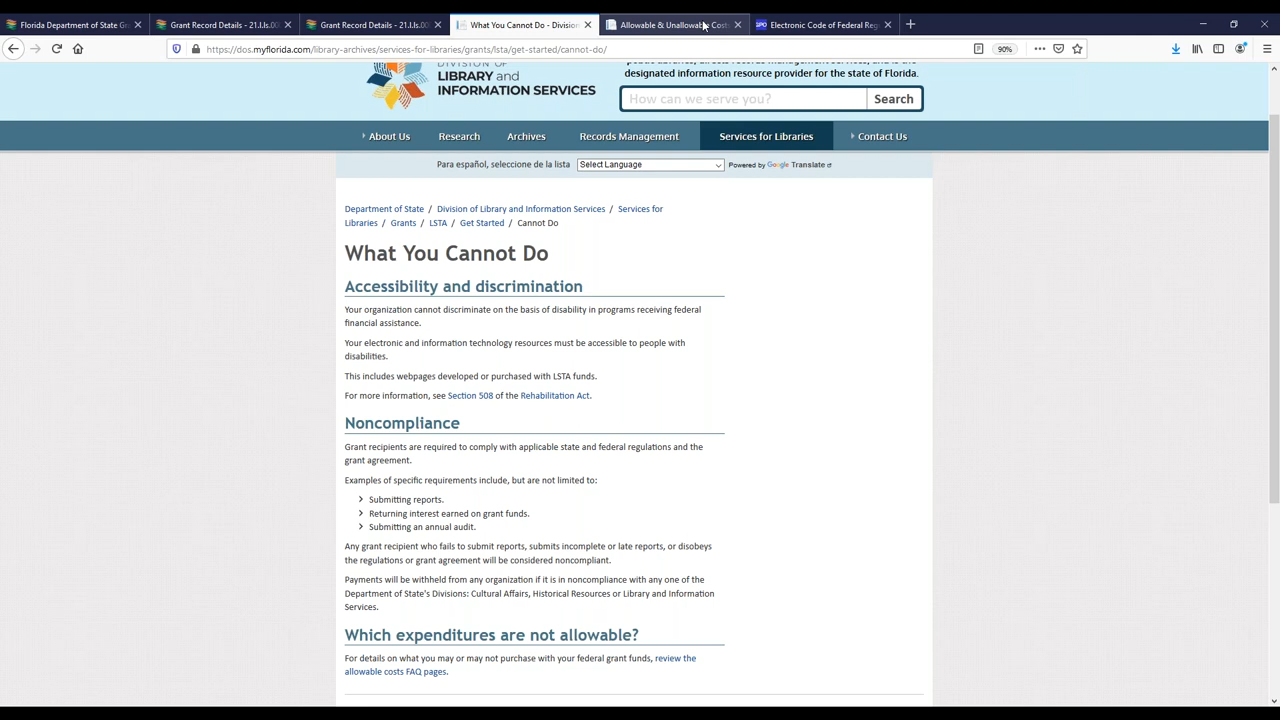 Florida Department of State Gra
Grant Record Details - 21.I.ls.00
Grant Record Details - 21.I.ls.00
What You Cannot Do - Division
Allowable & Unallowable Costs
Electronic Code of Federal Regu
https://dos.myflorida.com/library-archives/services-for-libraries/grants/lsta/get-started/cannot-do/
90%
LIBRARY and
INFORMATION SERVICES
designated information resource provider for the state of Florida.
How can we serve you?
Search
About Us
Research
Archives
Records Management
Services for Libraries
Contact Us
Para español, seleccione de la lista
Select Language
Powered by Google Translate
Department of State / Division of Library and Information Services / Services for
Libraries / Grants / LSTA / Get Started / Cannot Do
What You Cannot Do
Accessibility and discrimination
Your organization cannot discriminate on the basis of disability in programs receiving federal
financial assistance.
Your electronic and information technology resources must be accessible to people with
disabilities.
This includes webpages developed or purchased with LSTA funds.
For more information, see Section 508 of the Rehabilitation Act.
Noncompliance
Grant recipients are required to comply with applicable state and federal regulations and the
grant agreement.
Examples of specific requirements include, but are not limited to:
Submitting reports.
Returning interest earned on grant funds.
Submitting an annual audit.
Any grant recipient who fails to submit reports, submits incomplete or late reports, or disobeys
the regulations or grant agreement will be considered noncompliant.
Payments will be withheld from any organization if it is in noncompliance with any one of the
Department of State's Divisions: Cultural Affairs, Historical Resources or Library and Information
Services.
Which expenditures are not allowable?
For details on what you may or may not purchase with your federal grant funds, review the
allowable costs FAQ pages.